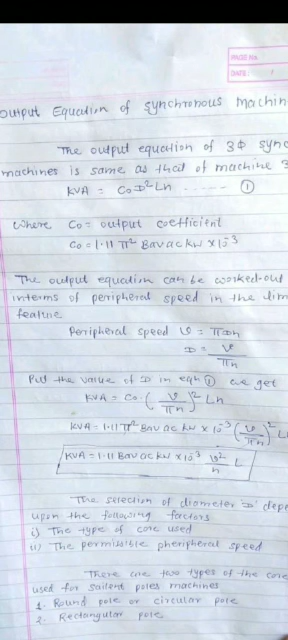 PAGE No.
DATE:
Output Equation of Synchronous Machin
The output equation of 3Φ sync
machines is same as that of machine 3
KVA = CoD²Ln ----- ①
Where Co = output coefficient
Co = 1.11 π² Bav ac kw × 10⁻³
The output equation can be worked-out
interms of peripheral speed in the lim
feature
Peripheral speed V = πDn
D = V/πn
Put the value of D in eqn ① we get
KVA = Co · (V/πn)² Ln
KVA = 1.11 π² Bav ac kw × 10⁻³ (V/πn)² L
KVA = 1.11 Bav ac kw × 10⁻³ V²/n L
The selection of diameter 'D' depe
upon the following factors
i) The type of core used
ii) The permissible pheripheral speed
There are two types of the core
used for sailent poles machines
1. Round pole or circular pole
2. Rectangular pole